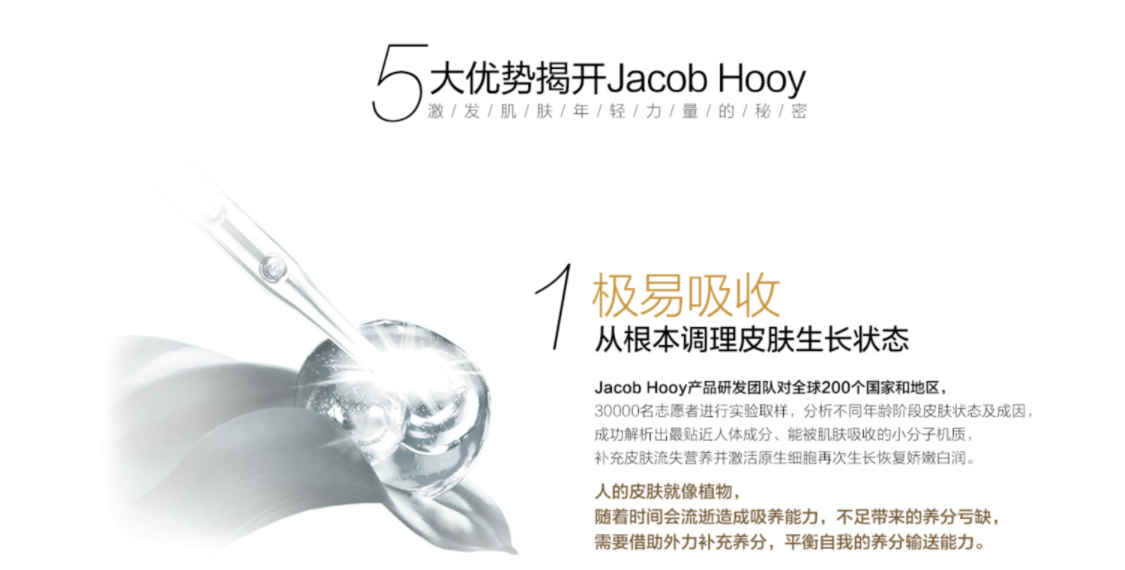 5大优势揭开Jacob Hooy
激/发/肌/肤/年/轻/力/量/的/秘/密
1 极易吸收
从根本调理皮肤生长状态
Jacob Hooy产品研发团队对全球200个国家和地区，
30000名志愿者进行实验取样，分析不同年龄阶段皮肤状态及成因，
成功解析出最贴近人体成分、能被肌肤吸收的小分子机质，
补充皮肤流失营养并激活原生细胞再次生长恢复娇嫩白润。
人的皮肤就像植物，
随着时间会流逝造成吸养能力，不足带来的养分亏缺，
需要借助外力补充养分，平衡自我的养分输送能力。